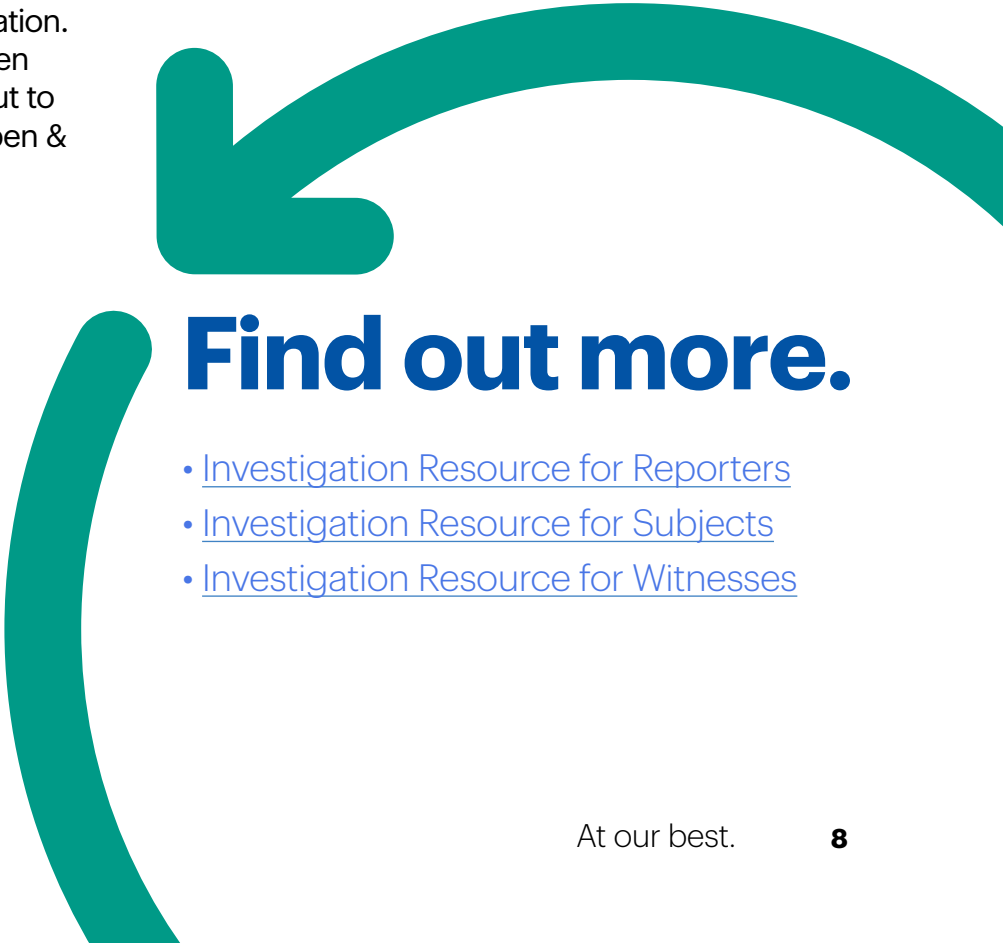 ation.
en
ut to
pen &
Find out more.
• Investigation Resource for Reporters
• Investigation Resource for Subjects
• Investigation Resource for Witnesses
At our best. 8